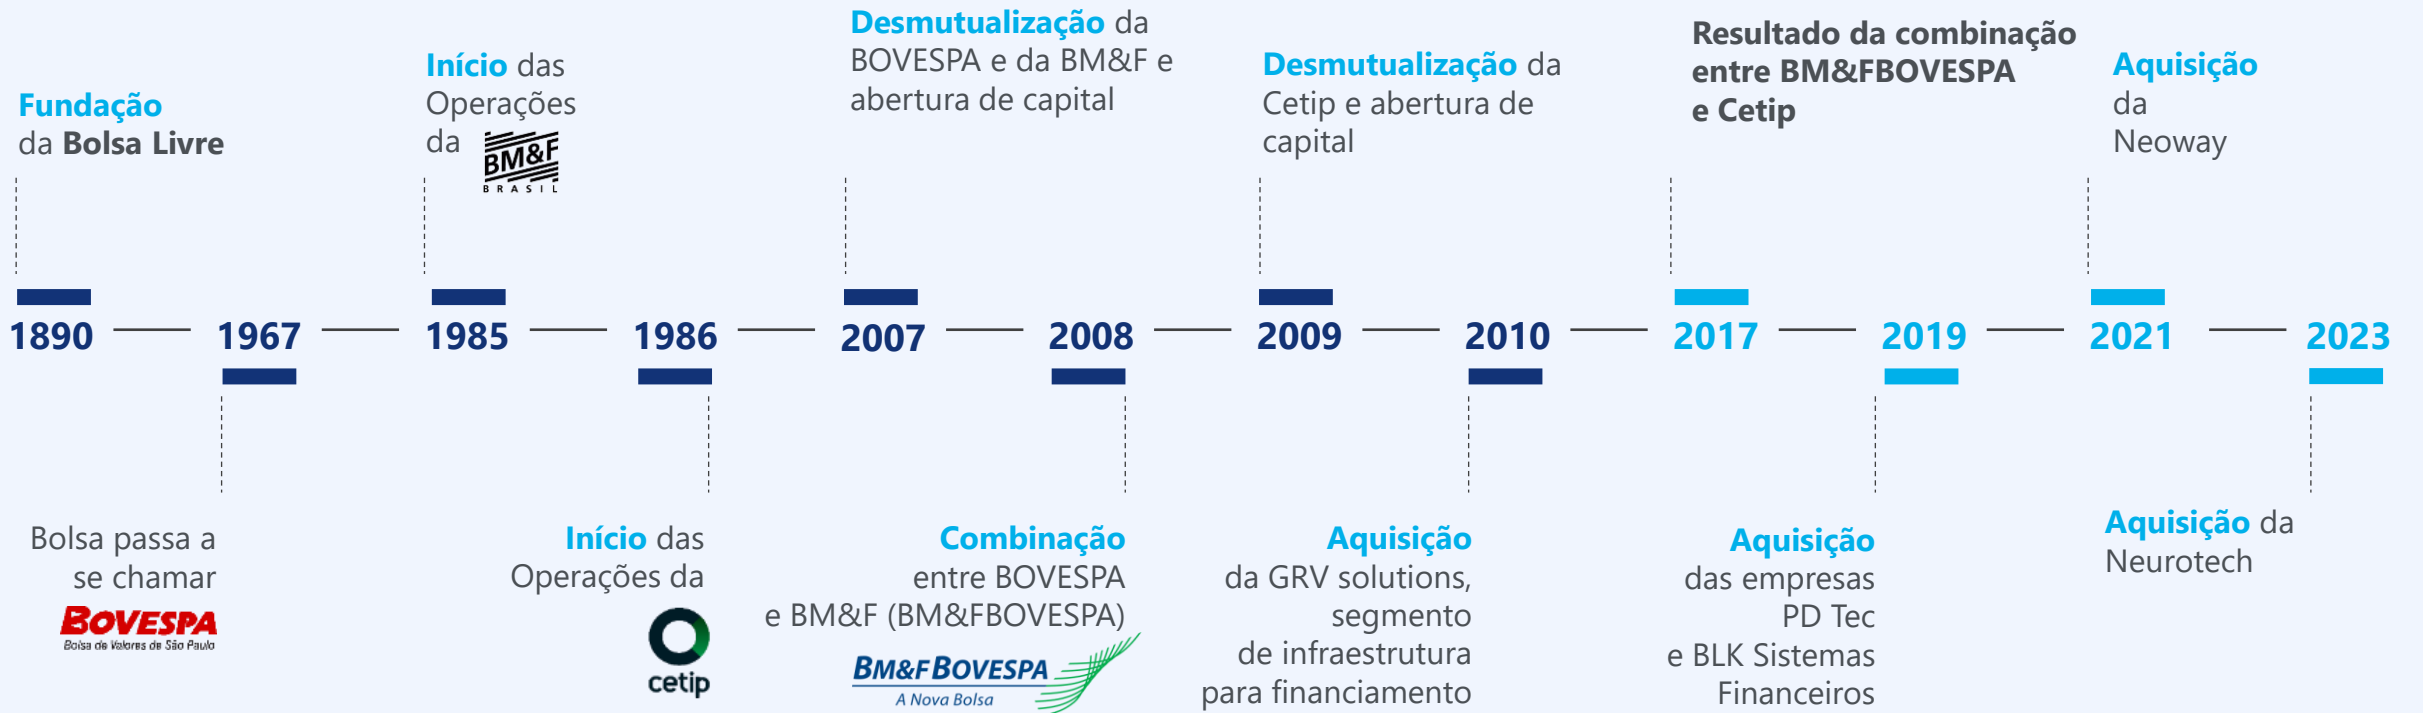 Fundação
da Bolsa Livre
Início das
Operações
da
BM&F
BRASIL
Desmutualização da
BOVESPA e da BM&F e
abertura de capital
Desmutualização da
Cetip e abertura de
capital
Resultado da combinação
entre BM&FBOVESPA
e Cetip
Aquisição
da
Neoway
1890
1967
1985
1986
2007
2008
2009
2010
2017
2019
2021
2023
Bolsa passa a
se chamar
BOVESPA
Bolsa de Valores de São Paulo
Início das
Operações da
cetip
Combinação
entre BOVESPA
e BM&F (BM&FBOVESPA)
BM&FBOVESPA
A Nova Bolsa
Aquisição
da GRV solutions,
segmento
de infraestrutura
para financiamento
Aquisição
das empresas
PD Tec
e BLK Sistemas
Financeiros
Aquisição da
Neurotech